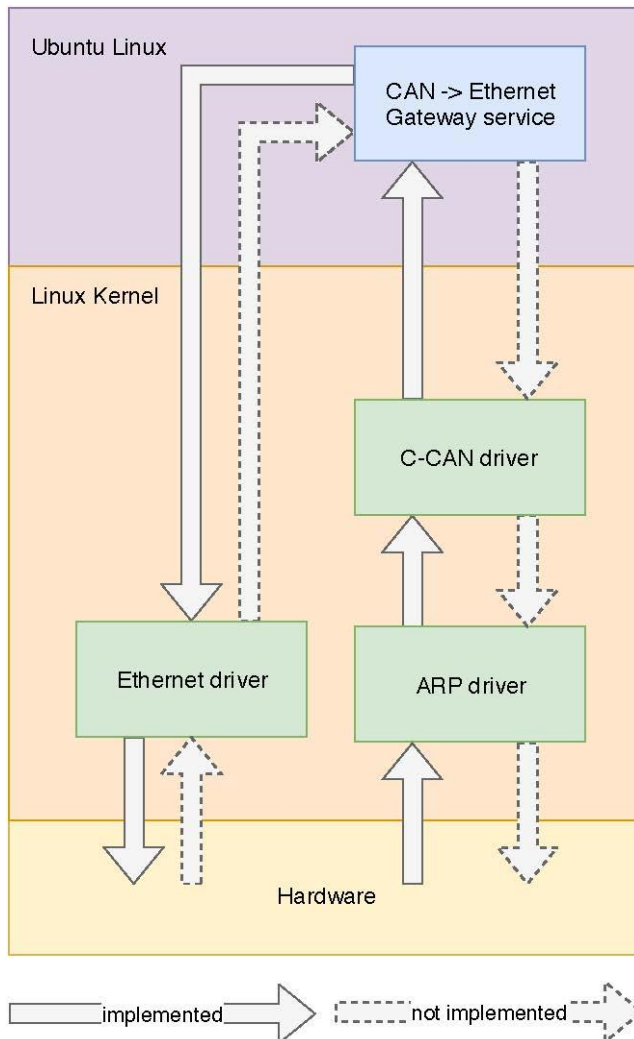 Ubuntu Linux
CAN -> Ethernet
Gateway service
Linux Kernel
C-CAN driver
Ethernet driver
ARP driver
Hardware
implemented
not implemented